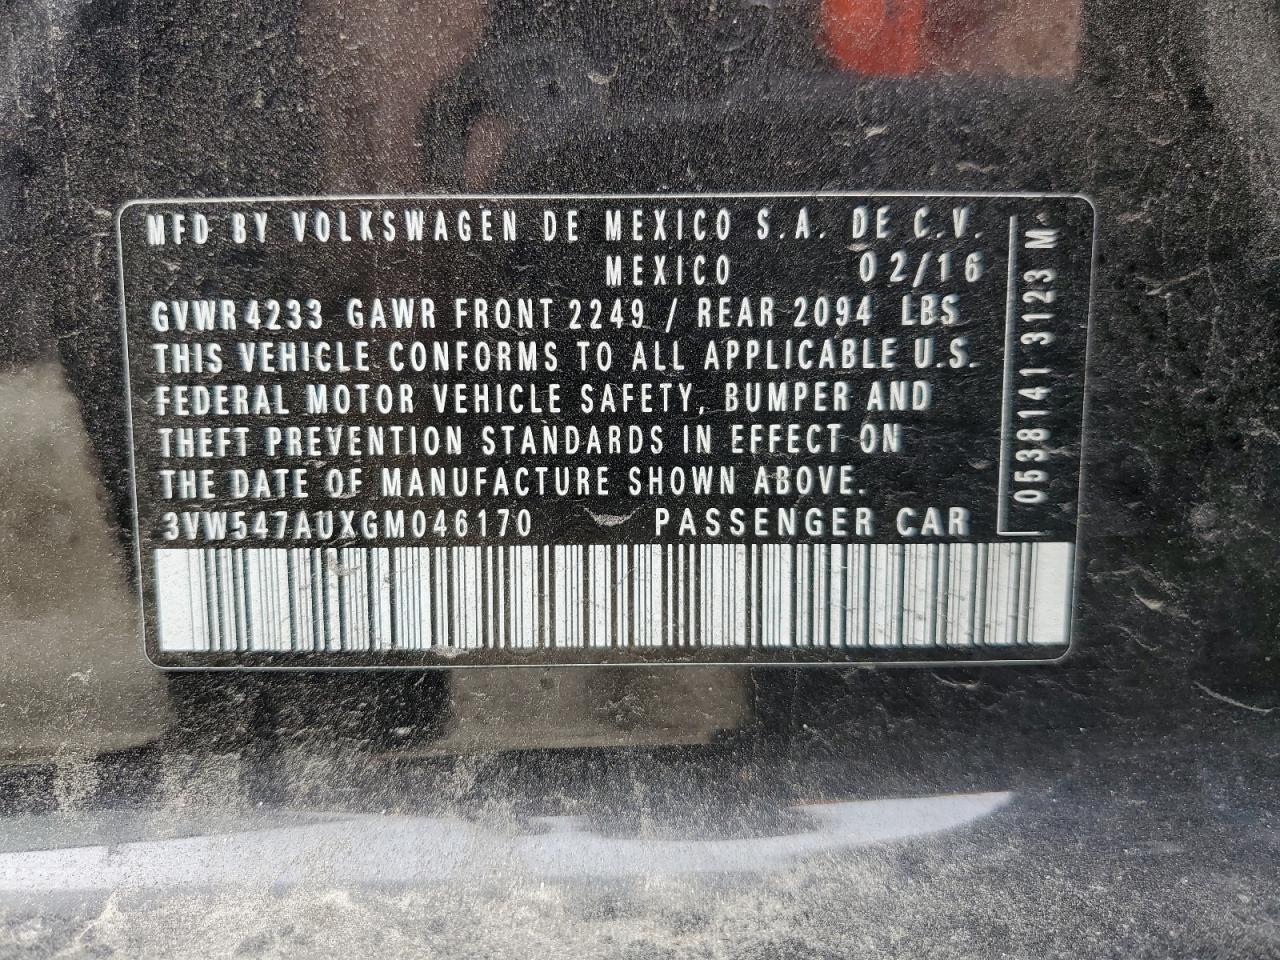 MFD BY VOLKSWAGEN DE MEXICO S.A. DE C.V.
MEXICO 02/16
GVWR 4233 GAWR FRONT 2249 / REAR 2094 LBS
THIS VEHICLE CONFORMS TO ALL APPLICABLE U.S.
FEDERAL MOTOR VEHICLE SAFETY, BUMPER AND
THEFT PREVENTION STANDARDS IN EFFECT ON
THE DATE OF MANUFACTURE SHOWN ABOVE.
3VW547AUXGM046170 PASSENGER CAR
0538141 3123 M